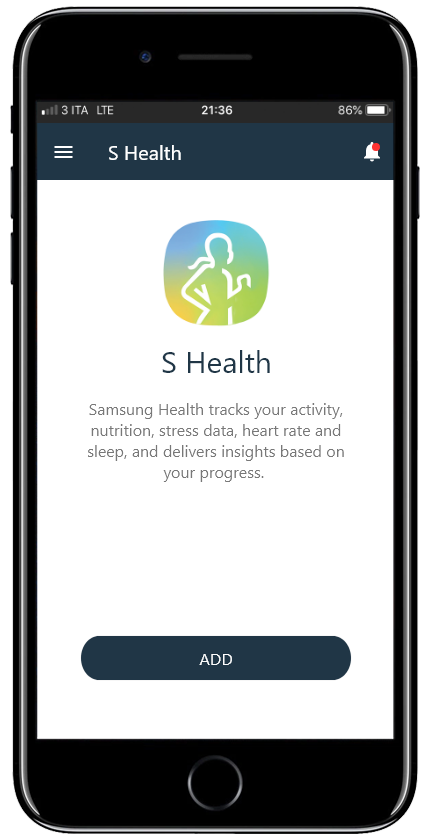 3 ITA LTE 21:36 86%
S Health
S Health
Samsung Health tracks your activity,
nutrition, stress data, heart rate and
sleep, and delivers insights based on
your progress.
ADD